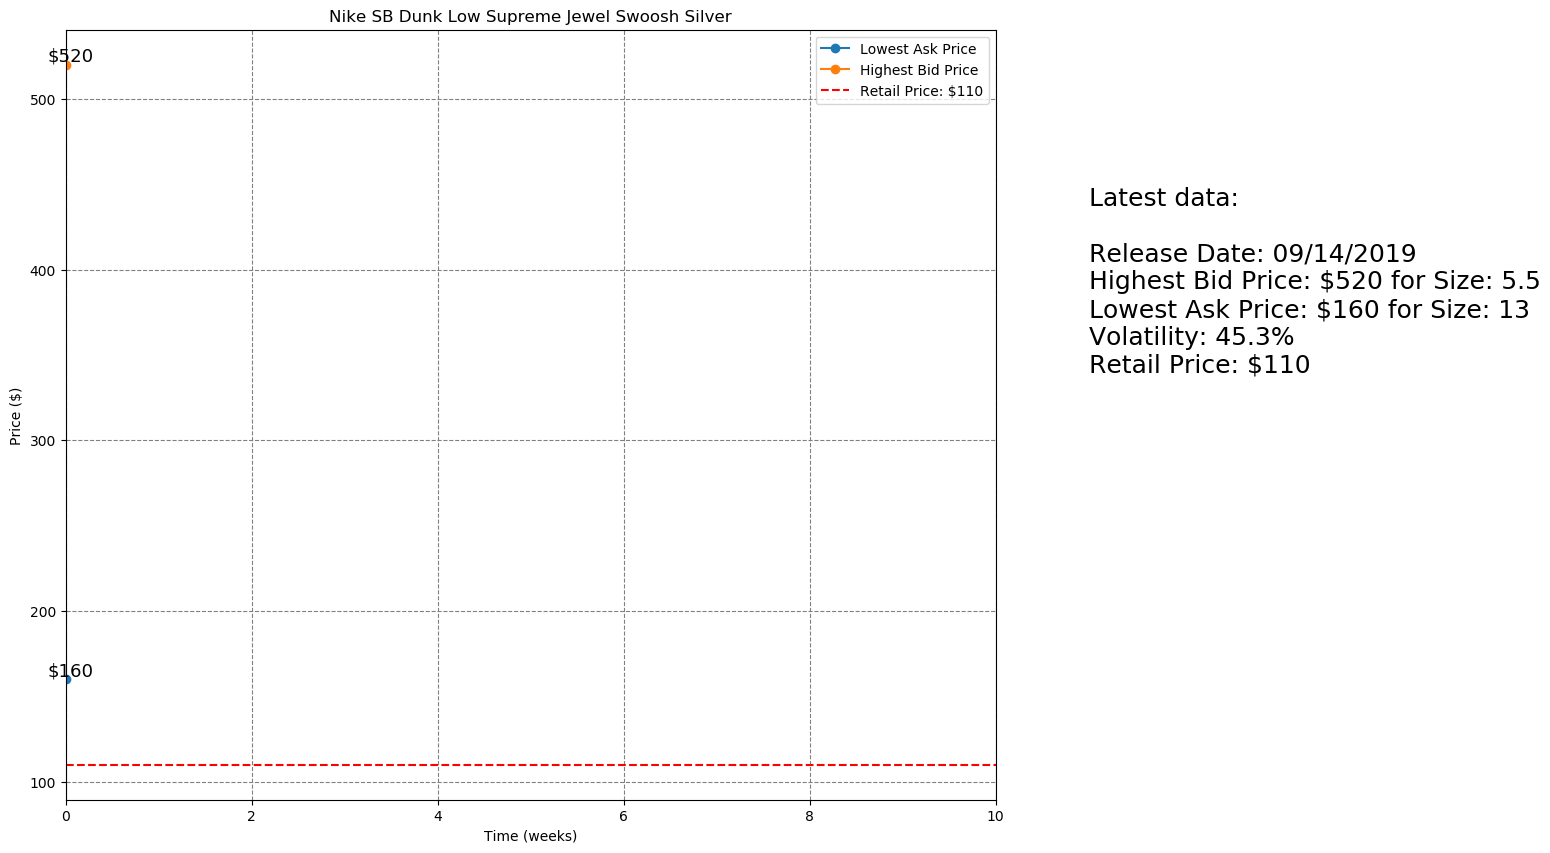 Nike SB Dunk Low Supreme Jewel Swoosh Silver
$520
Lowest Ask Price
Highest Bid Price
Retail Price: $110
500
400
300
200
100
Price ($)
$160
0 2 4 6 8 10
Time (weeks)
Latest data:
Release Date: 09/14/2019
Highest Bid Price: $520 for Size: 5.5
Lowest Ask Price: $160 for Size: 13
Volatility: 45.3%
Retail Price: $110